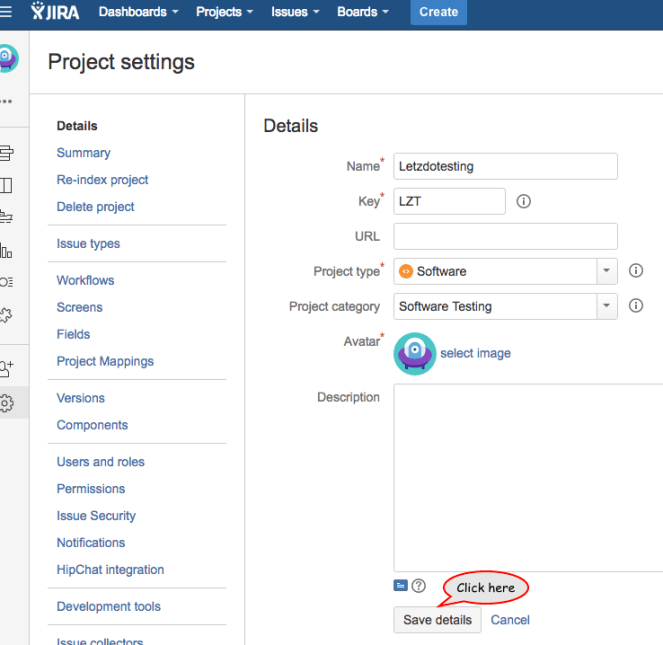 JIRA Dashboards Projects Issues Boards Create
Project settings
Details
Summary
Re-index project
Delete project
Issue types
Workflows
Screens
Fields
Project Mappings
Versions
Components
Users and roles
Permissions
Issue Security
Notifications
HipChat integration
Development tools
Issue collectors
Details
Name* Letzdotesting
Key* LZT
URL
Project type* Software
Project category Software Testing
Avatar* select image
Description
Click here
Save details Cancel